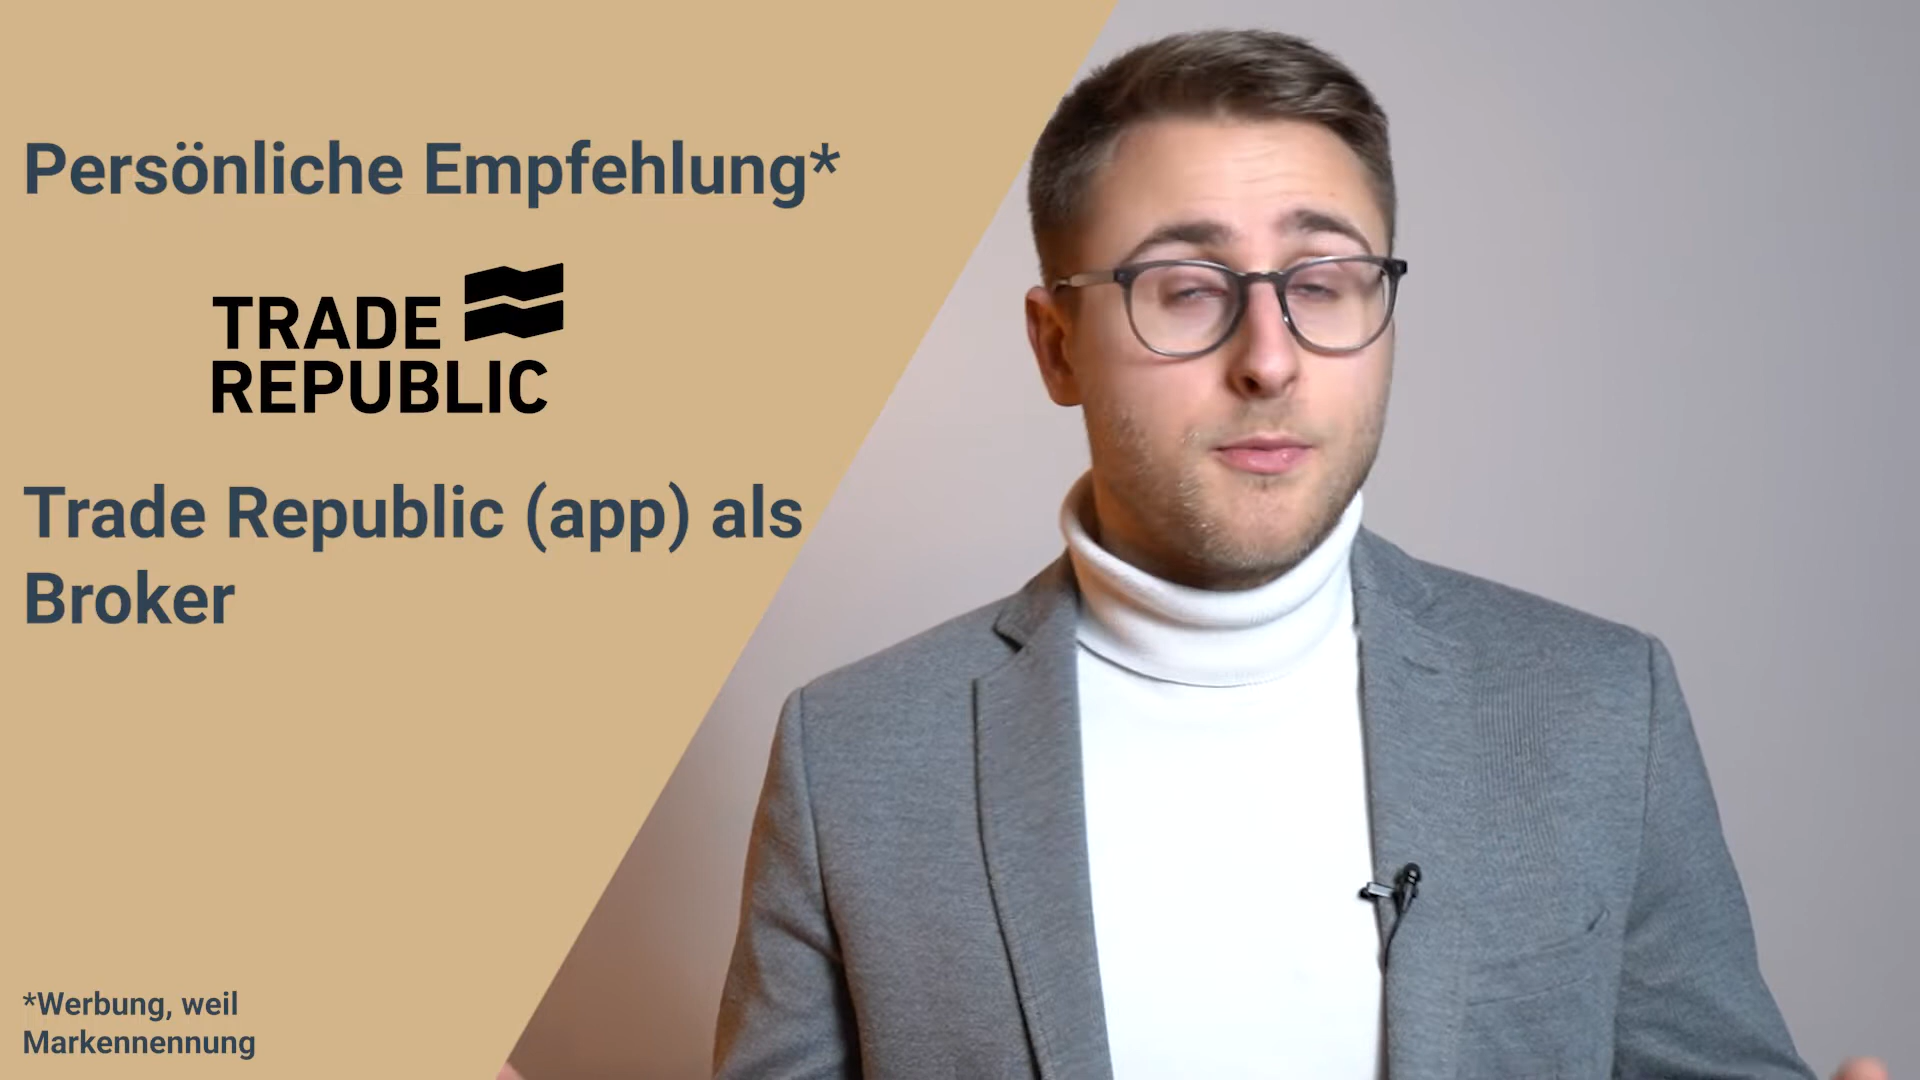 Persönliche Empfehlung*
TRADE
REPUBLIC
Trade Republic (app) als
Broker
*Werbung, weil
Markennennung